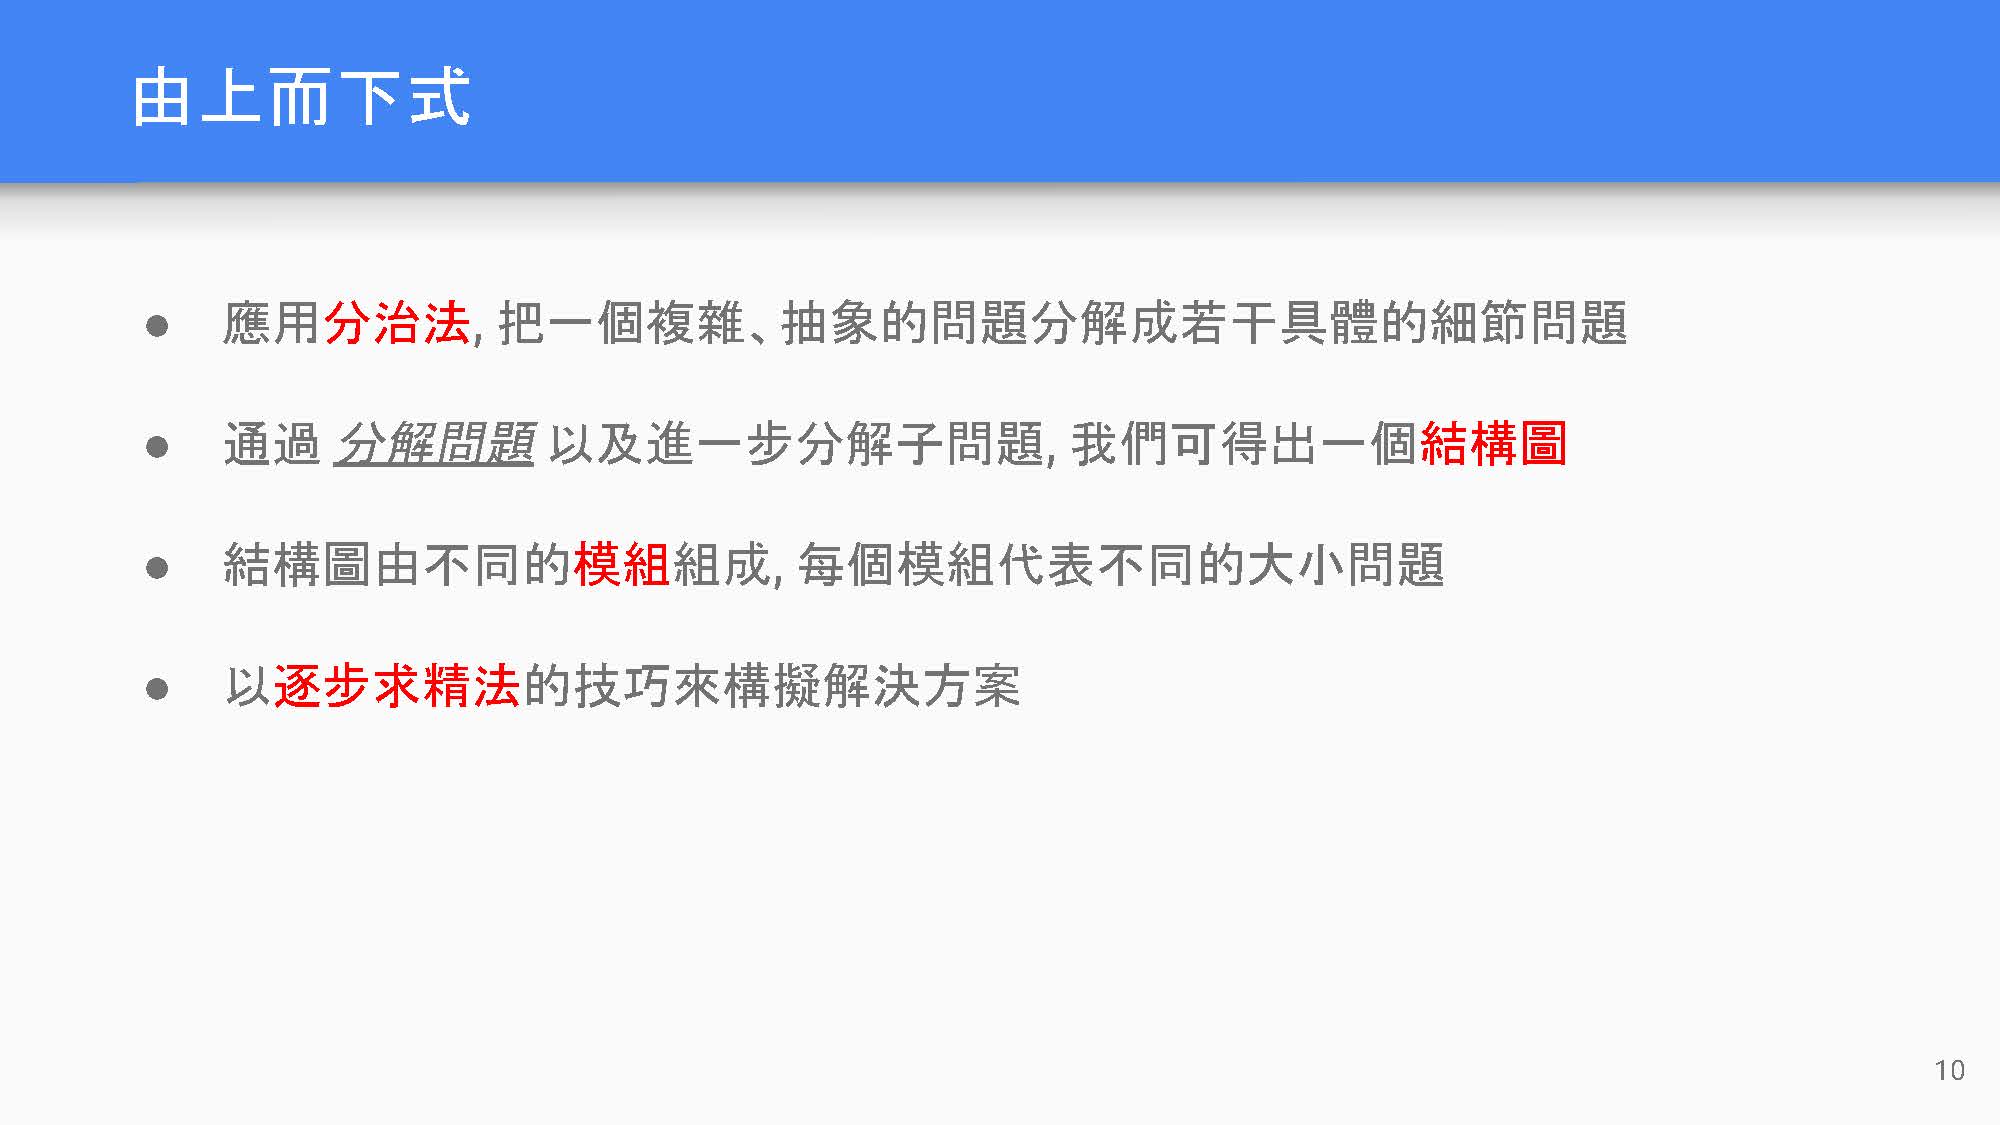 由上而下式
● 應用分治法, 把一個複雜、抽象的問題分解成若干具體的細節問題
● 通過 分解問題 以及進一步分解子問題, 我們可得出一個結構圖
● 結構圖由不同的模組組成, 每個模組代表不同的大小問題
● 以逐步求精法的技巧來構擬解決方案
10